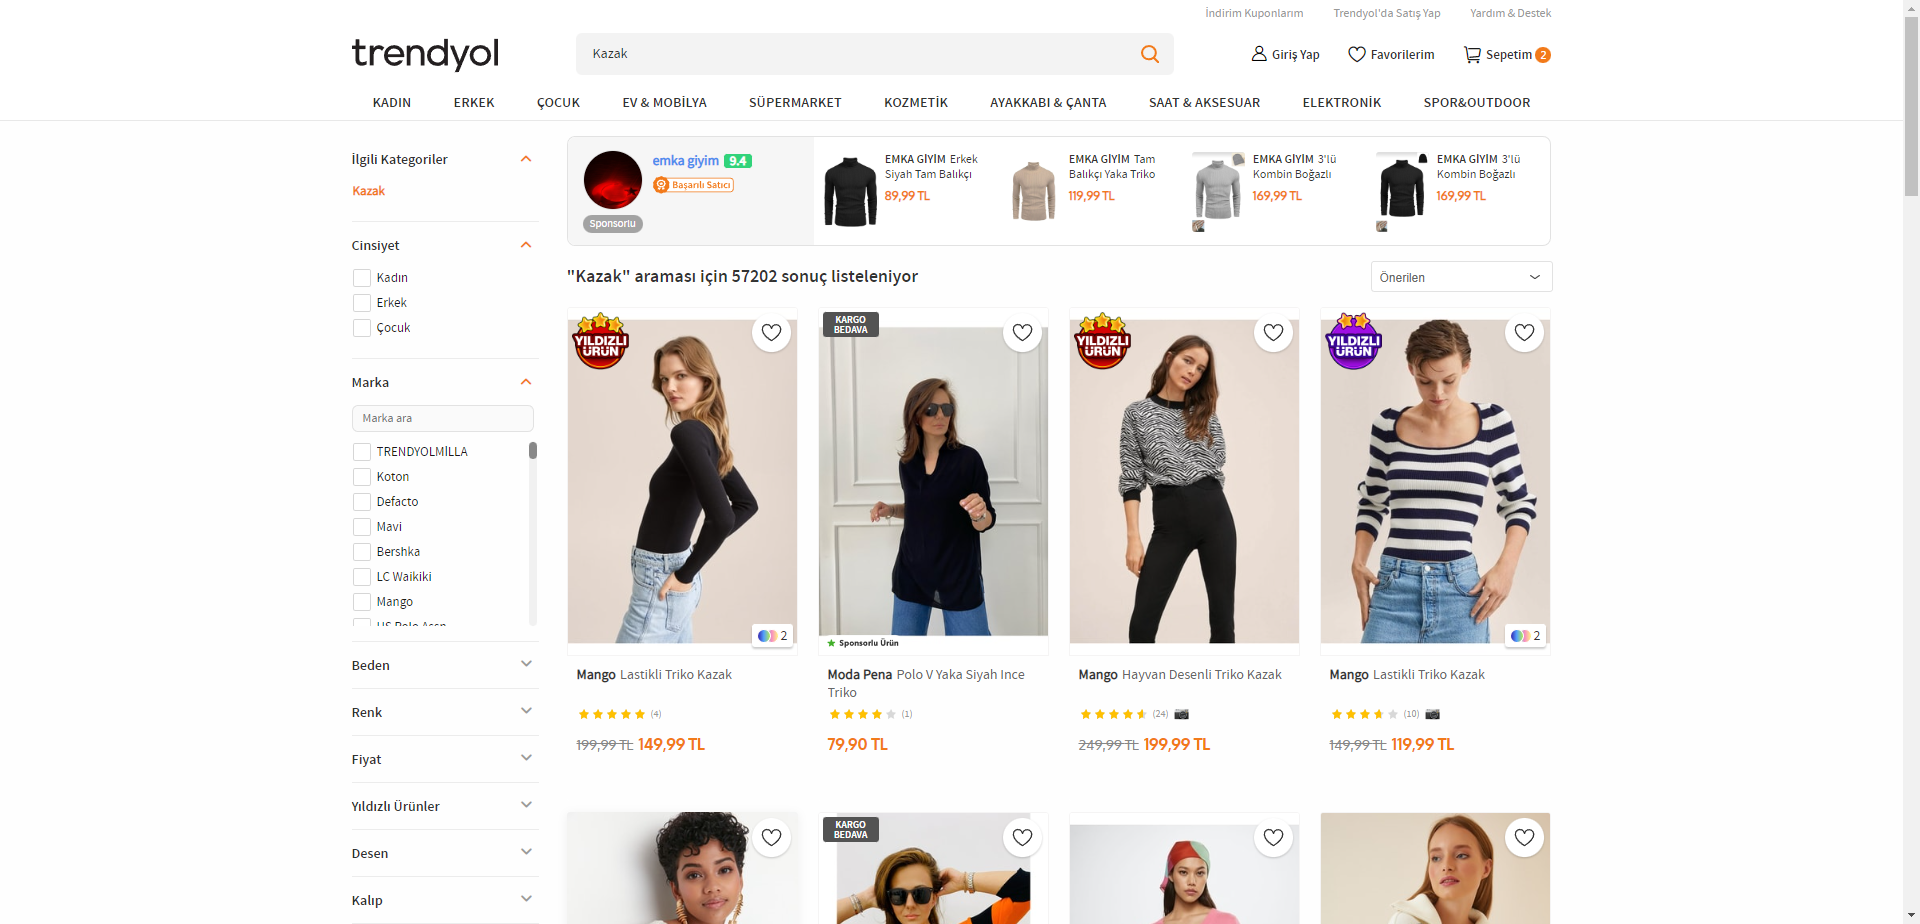 İndirim Kuponlarım
Trendyol'da Satış Yap
Yardım & Destek
trendyol
Kazak
Giriş Yap
Favorilerim
Sepetim 2
KADIN
ERKEK
ÇOCUK
EV & MOBİLYA
SÜPERMARKET
KOZMETİK
AYAKKABI & ÇANTA
SAAT & AKSESUAR
ELEKTRONİK
SPOR&OUTDOOR
İlgili Kategoriler
Kazak
Cinsiyet
Kadın
Erkek
Çocuk
Marka
Marka ara
TRENDYOLMİLLA
Koton
Defacto
Mavi
Bershka
LC Waikiki
Mango
US Polo Assn
Beden
Renk
Fiyat
Yıldızlı Ürünler
Desen
Kalıp
emka giyim 9.4
Başarılı Satıcı
Sponsorlu
EMKA GİYİM Erkek
Siyah Tam Balıkçı
89,99 TL
EMKA GİYİM Tam
Balıkçı Yaka Triko
119,99 TL
EMKA GİYİM 3'lü
Kombin Boğazlı
169,99 TL
EMKA GİYİM 3'lü
Kombin Boğazlı
169,99 TL
"Kazak" araması için 57202 sonuç listeleniyor
Önerilen
YILDIZLI
ÜRÜN
2
Mango Lastikli Triko Kazak
(4)
199,99 TL 149,99 TL
KARGO
BEDAVA
Sponsorlu Ürün
Moda Pena Polo V Yaka Siyah Ince
Triko
(1)
79,90 TL
YILDIZLI
ÜRÜN
Mango Hayvan Desenli Triko Kazak
(24)
249,99 TL 199,99 TL
YILDIZLI
ÜRÜN
2
Mango Lastikli Triko Kazak
(10)
149,99 TL 119,99 TL
KARGO
BEDAVA